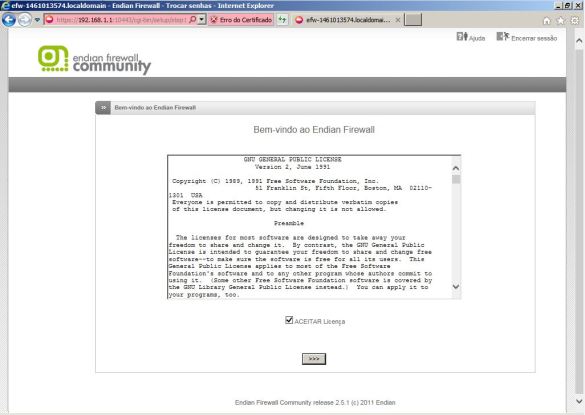 efw-1461013574.localdomain - Endian Firewall - Trocar senhas - Internet Explorer
https://192.168.1.1:10443/cgi-bin/setup/step1
Erro do Certificado
efw-1461013574.localdomai...
Ajuda
Encerrar sessão
endian firewall
community
>> Bem-vindo ao Endian Firewall
Bem-vindo ao Endian Firewall
GNU GENERAL PUBLIC LICENSE
Version 2, June 1991
Copyright (C) 1989, 1991 Free Software Foundation, Inc.
51 Franklin St, Fifth Floor, Boston, MA 02110-
1301 USA
Everyone is permitted to copy and distribute verbatim copies
of this license document, but changing it is not allowed.
Preamble
The licenses for most software are designed to take away your
freedom to share and change it. By contrast, the GNU General Public
License is intended to guarantee your freedom to share and change free
software--to make sure the software is free for all its users. This
General Public License applies to most of the Free Software
Foundation's software and to any other program whose authors commit to
using it. (Some other Free Software Foundation software is covered by
the GNU Library General Public License instead.) You can apply it to
your programs, too.
ACEITAR Licença
>>>
Endian Firewall Community release 2.5.1 (c) 2011 Endian